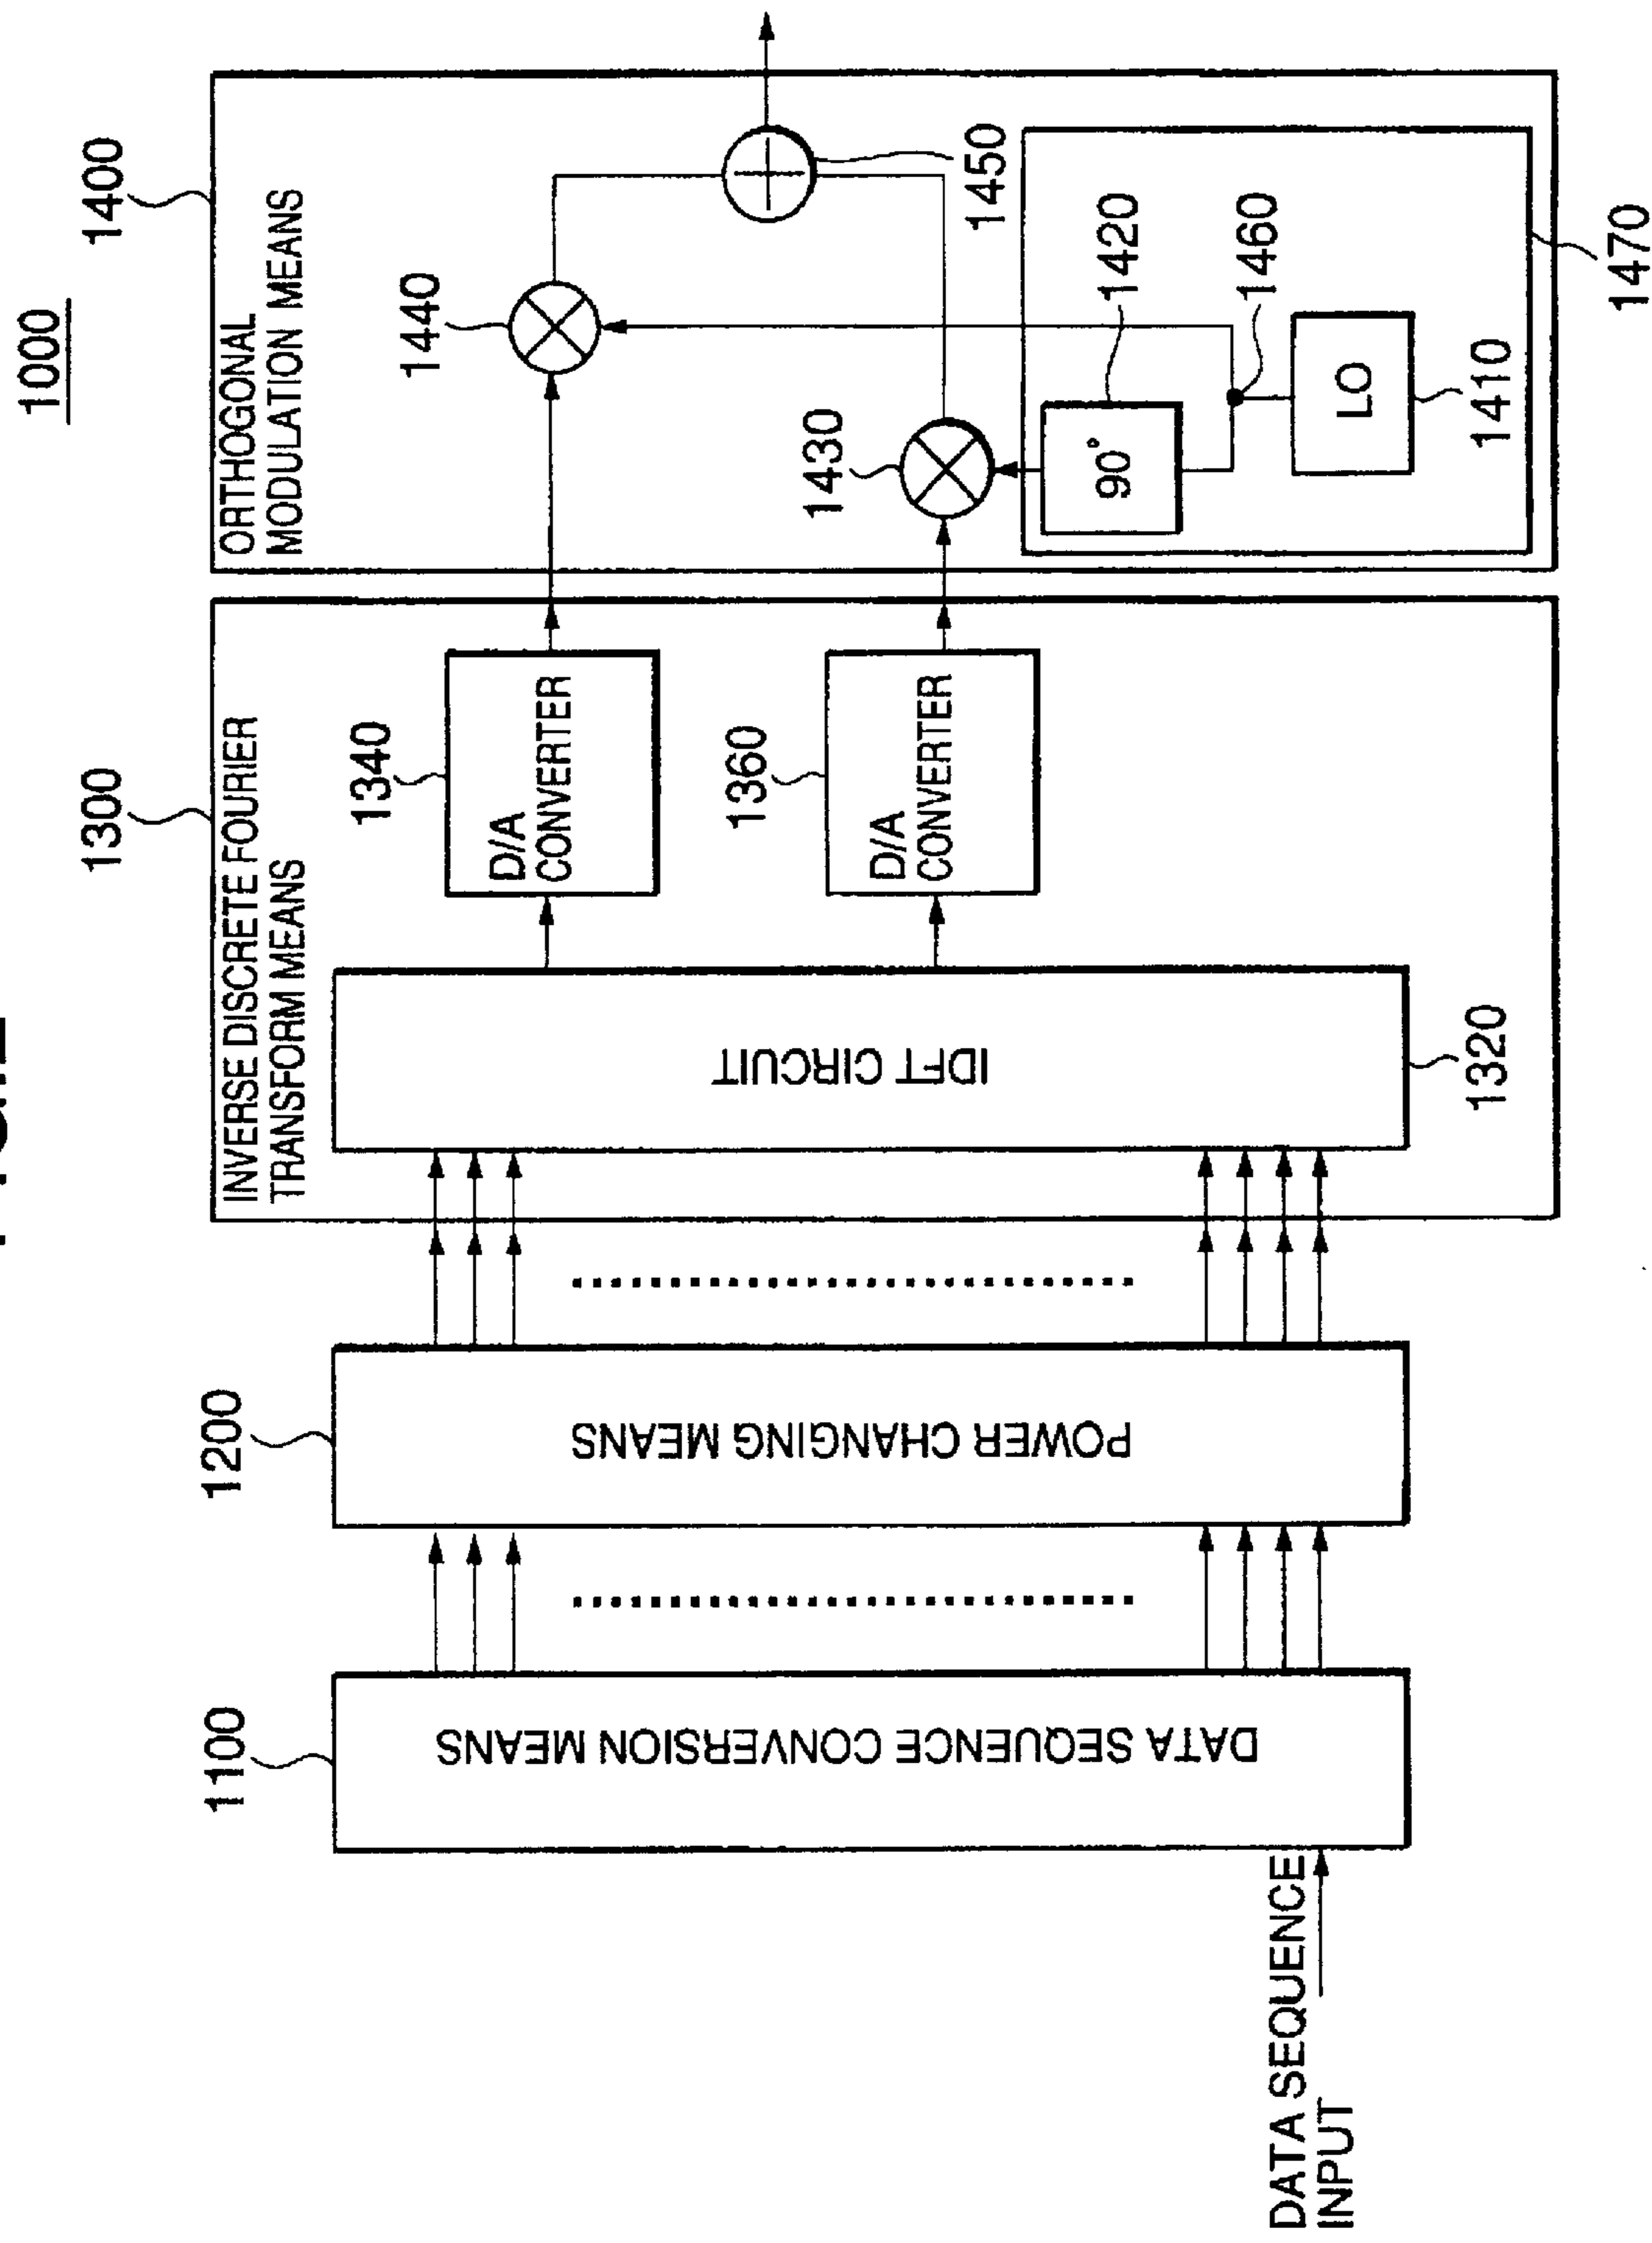 1000
1100
DATA SEQUENCE CONVERSION MEANS
DATA SEQUENCE
INPUT
1200
POWER CHANGING MEANS
1300
INVERSE DISCRETE FOURIER
TRANSFORM MEANS
IDFT CIRCUIT
1320
1340
D/A
CONVERTER
1360
D/A
CONVERTER
1400
ORTHOGONAL
MODULATION MEANS
1440
1430
1450
90°
1420
1460
LO
1410
1470